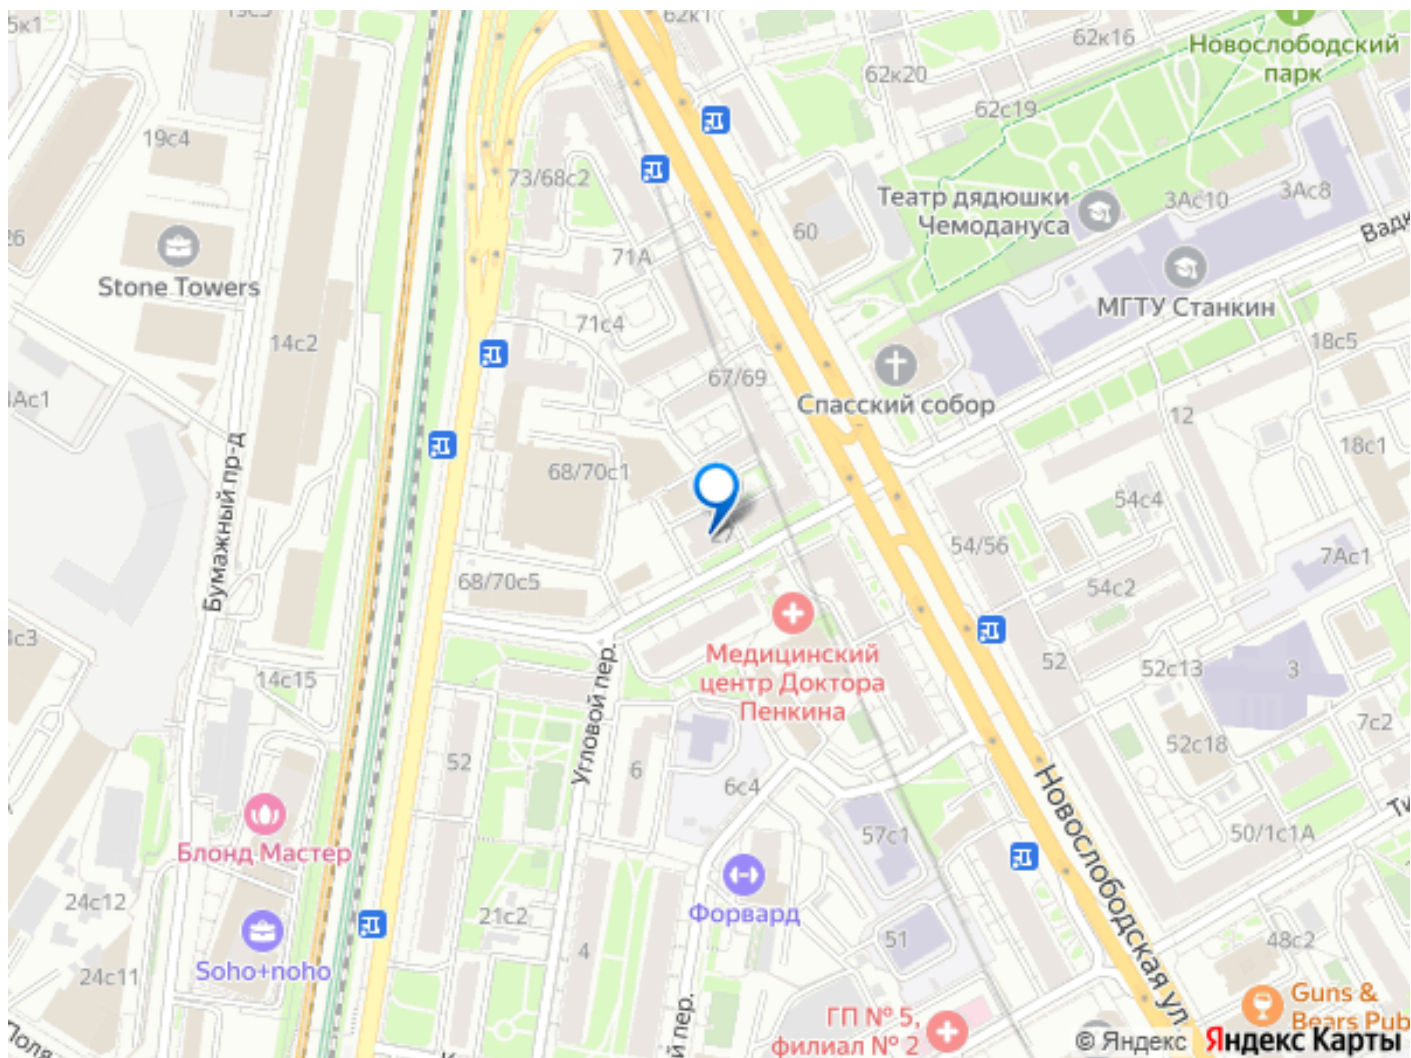 5к1
62к1
62к16
Новослободский
парк
62к20
62с19
19с4
73/68с2
Театр дядюшки
Чемодануса
3Ас10
3Ас8
26
60
71А
Stone Towers
МГТУ Станкин
71с4
14с2
18с5
67/69
Спасский собор
12
18с1
68/70с1
54с4
Бумажный пр-д
27
54/56
7Ас1
68/70с5
54с2
Медицинский
центр Доктора
Пенкина
52
52с13
3
14с15
Угловой пер.
7с2
52с18
52
6
6с4
Новослободская ул.
57с1
50/1с1А
Блонд Мастер
24с12
Форвард
21с2
51
4
48с2
Soho+noho
24с11
Guns &
Bears Pub
ГП № 5,
филиал № 2
© Яндекс Яндекс Карты